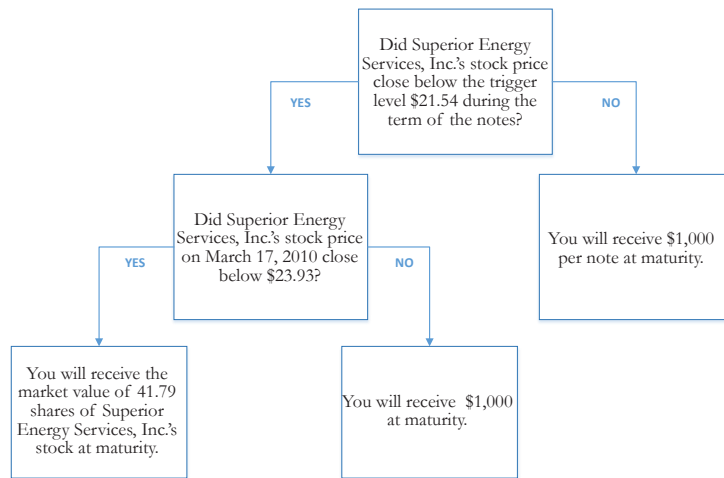 Did Superior Energy
Services, Inc.'s stock price
close below the trigger
level $21.54 during the
term of the notes?
YES
NO
Did Superior Energy
Services, Inc.'s stock price
on March 17, 2010 close
below $23.93?
You will receive $1,000
per note at maturity.
YES
NO
You will receive the
market value of 41.79
shares of Superior
Energy Services, Inc.'s
stock at maturity.
You will receive $1,000
at maturity.